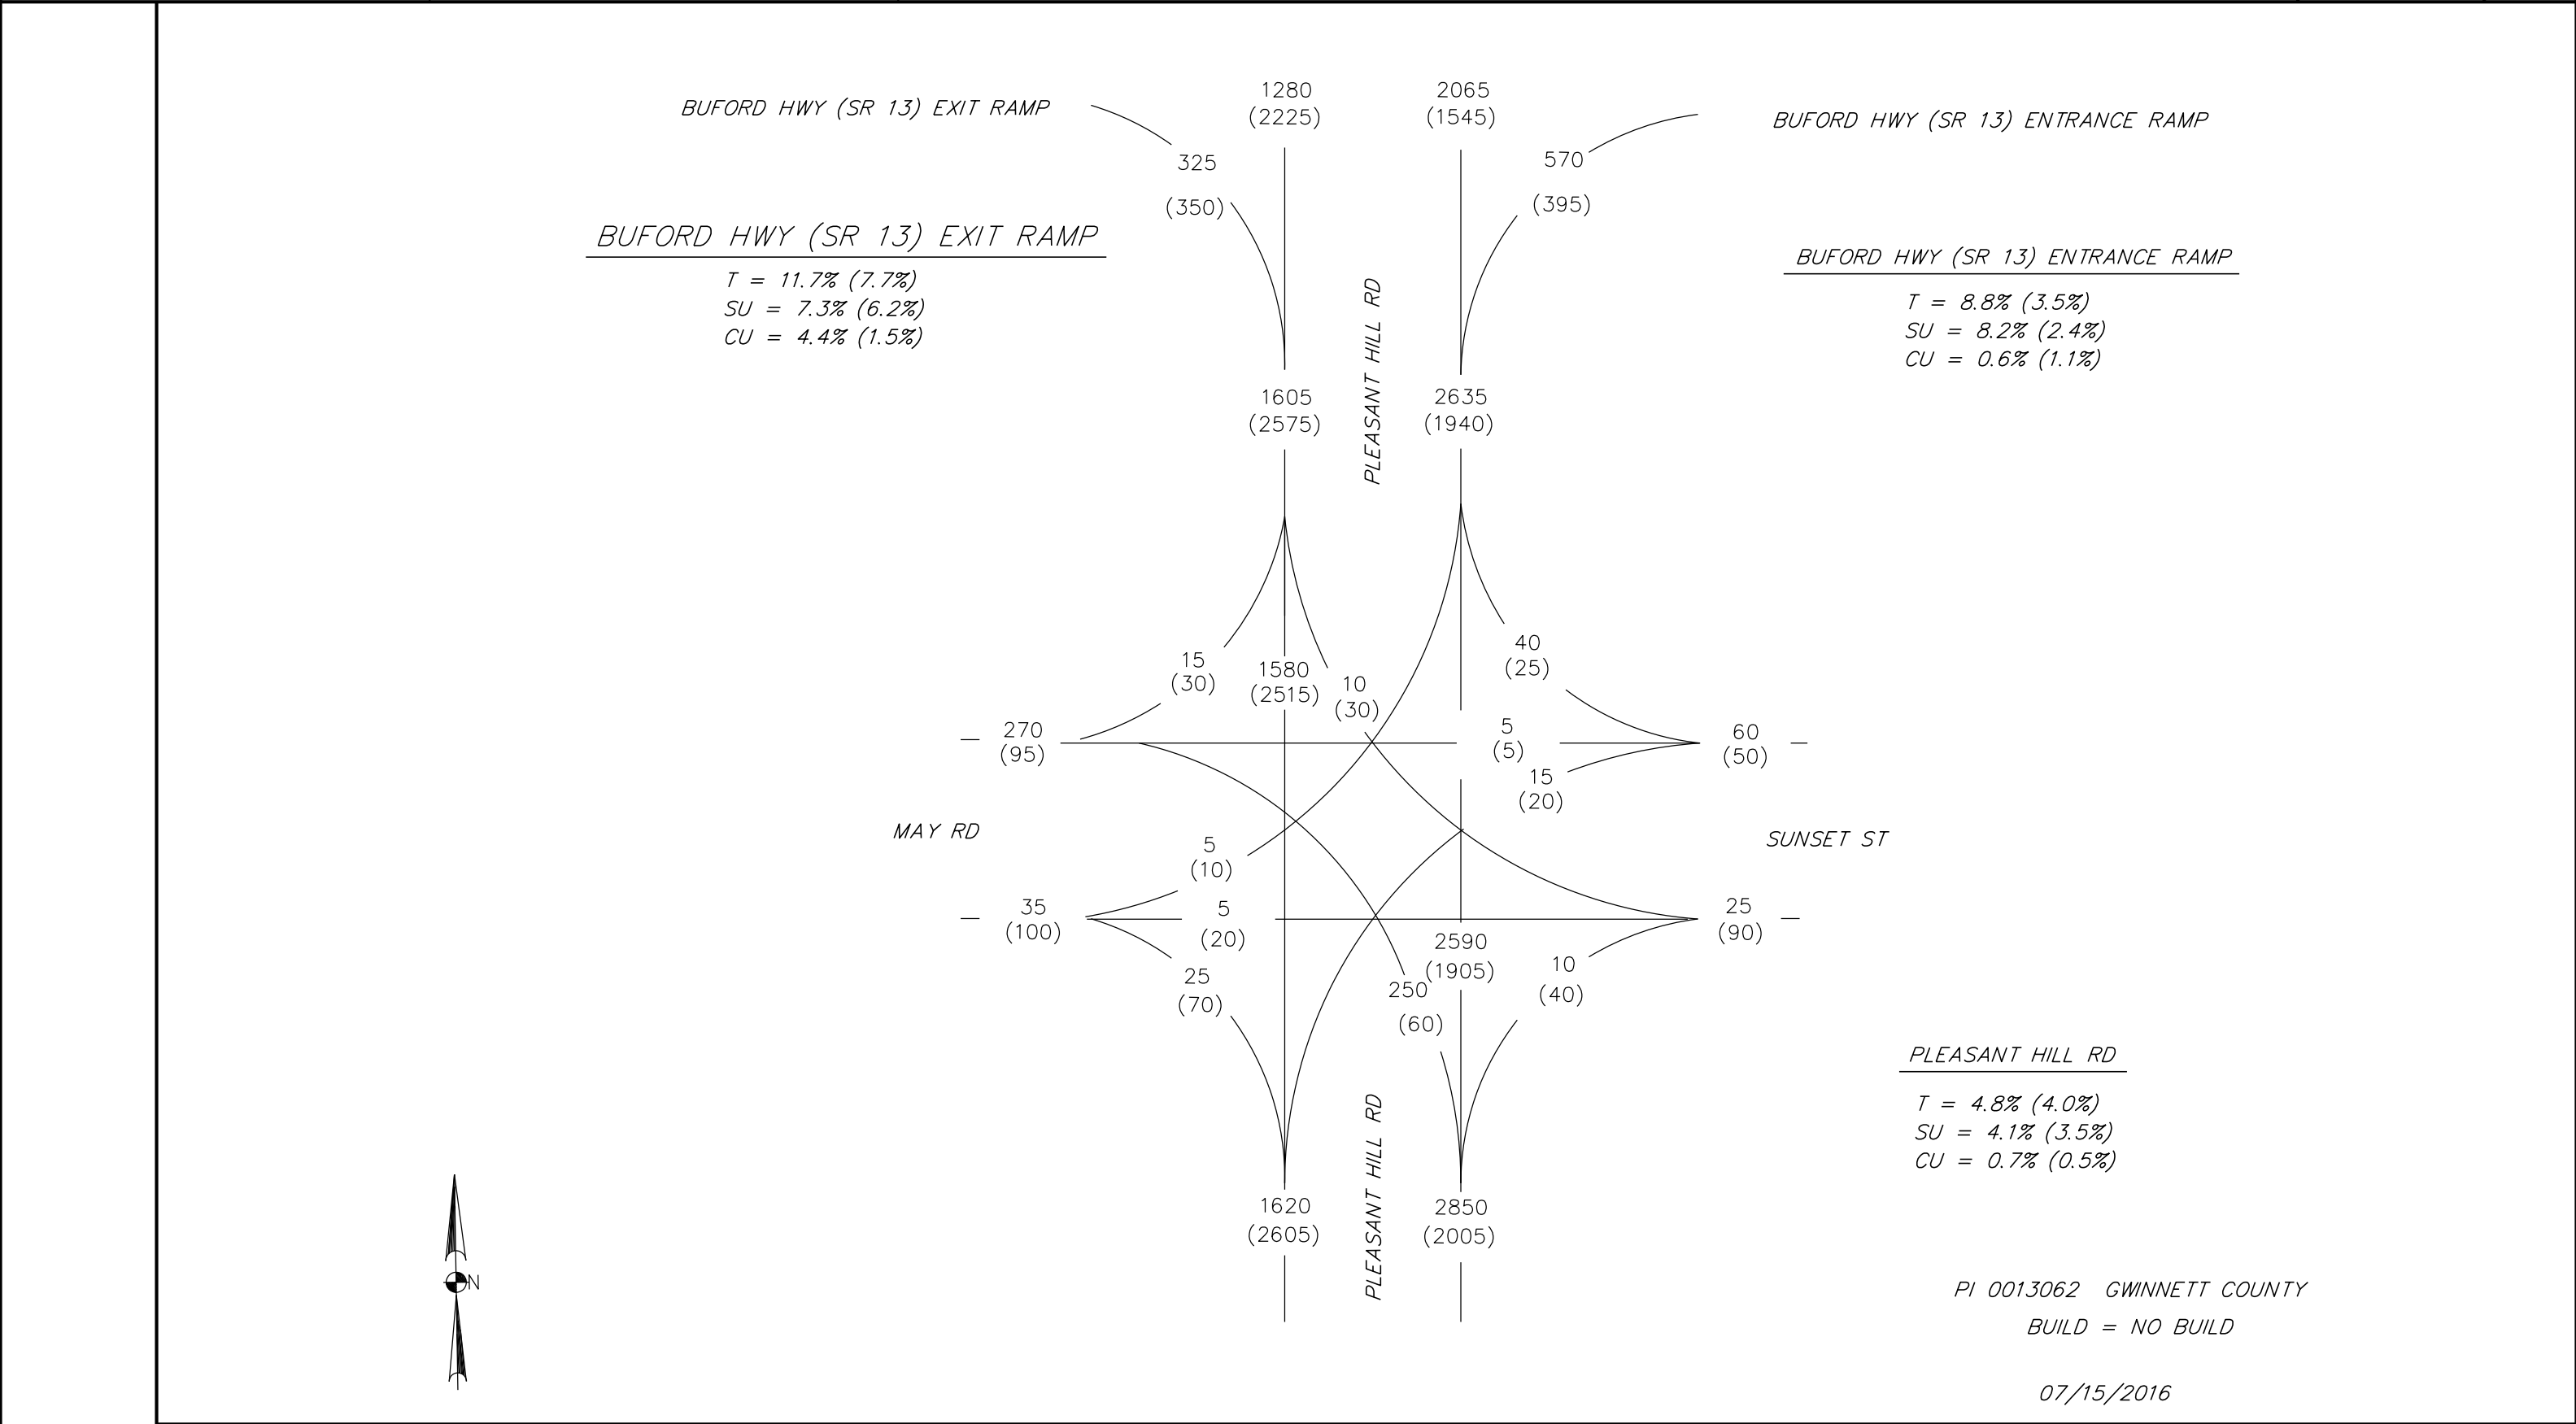 1280
(2225)
2065
(1545)
BUFORD HWY (SR 13) EXIT RAMP
BUFORD HWY (SR 13) ENTRANCE RAMP
325
(350)
570
(395)
BUFORD HWY (SR 13) EXIT RAMP
T = 11.7% (7.7%)
SU = 7.3% (6.2%)
CU = 4.4% (1.5%)
BUFORD HWY (SR 13) ENTRANCE RAMP
T = 8.8% (3.5%)
SU = 8.2% (2.4%)
CU = 0.6% (1.1%)
PLEASANT HILL RD
1605
(2575)
2635
(1940)
15
(30)
1580
(2515)
10
(30)
40
(25)
270
(95)
5
(5)
60
(50)
15
(20)
MAY RD
SUNSET ST
5
(10)
35
(100)
5
(20)
25
(90)
2590
(1905)
25
(70)
250
(60)
10
(40)
PLEASANT HILL RD
T = 4.8% (4.0%)
SU = 4.1% (3.5%)
CU = 0.7% (0.5%)
PLEASANT HILL RD
1620
(2605)
2850
(2005)
N
PI 0013062 GWINNETT COUNTY
BUILD = NO BUILD
07/15/2016